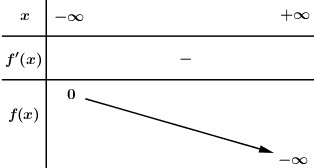 x −∞ +∞
f′(x) −
0
f(x)
−∞